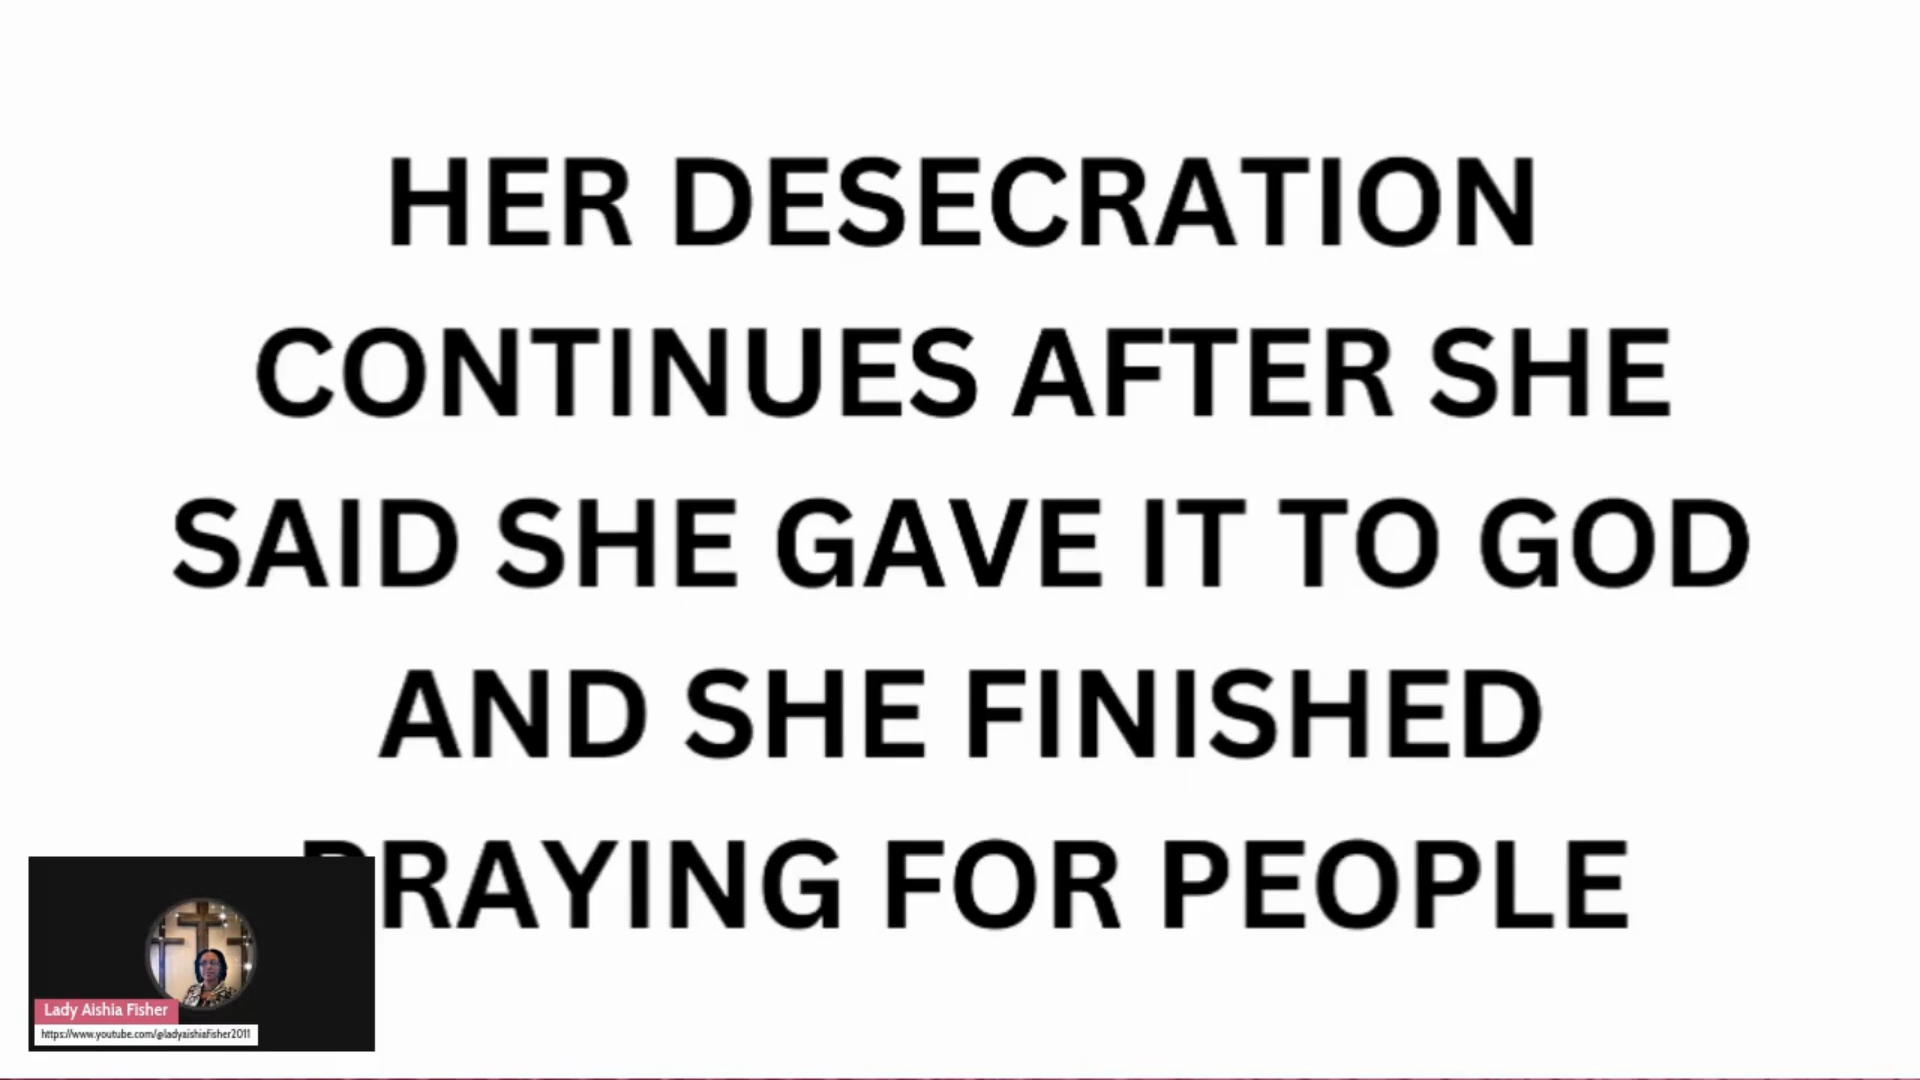 HER DESECRATION
CONTINUES AFTER SHE
SAID SHE GAVE IT TO GOD
AND SHE FINISHED
PRAYING FOR PEOPLE
Lady Aishia Fisher
https://www.youtube.com/@ladyaishiafisher2011